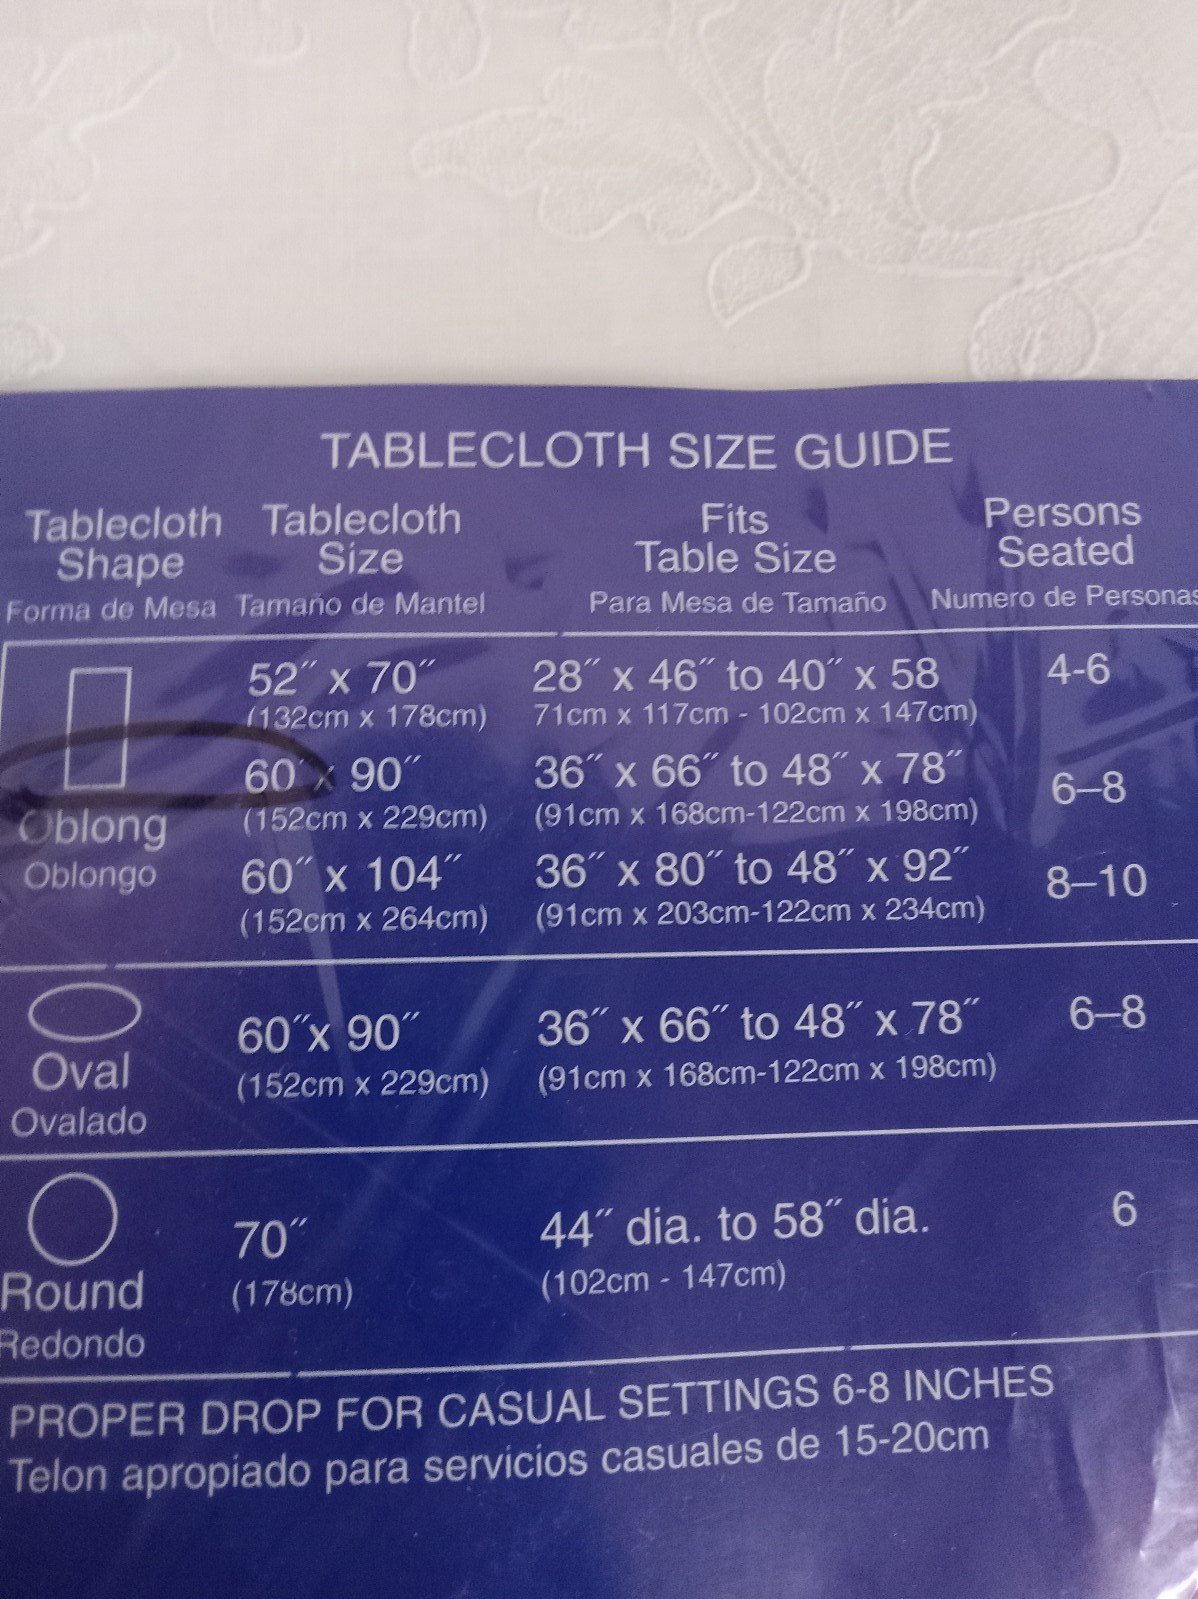 TABLECLOTH SIZE GUIDE
Tablecloth Shape
Forma de Mesa
Tablecloth Size
Tamaño de Mantel
Fits Table Size
Para Mesa de Tamaño
Persons Seated
Numero de Personas
Oblong
Oblongo
52″ x 70″ 28″ x 46″ to 40″ x 58 4-6
(132cm x 178cm) 71cm x 117cm - 102cm x 147cm)
60″ x 90″ 36″ x 66″ to 48″ x 78″ 6–8
(152cm x 229cm) (91cm x 168cm-122cm x 198cm)
60″ x 104″ 36″ x 80″ to 48″ x 92″ 8–10
(152cm x 264cm) (91cm x 203cm-122cm x 234cm)
Oval
Ovalado
60″x 90″ 36″ x 66″ to 48″ x 78″ 6–8
(152cm x 229cm) (91cm x 168cm-122cm x 198cm)
Round
Redondo
70″ 44″ dia. to 58″ dia. 6
(178cm) (102cm - 147cm)
PROPER DROP FOR CASUAL SETTINGS 6-8 INCHES
Telon apropiado para servicios casuales de 15-20cm